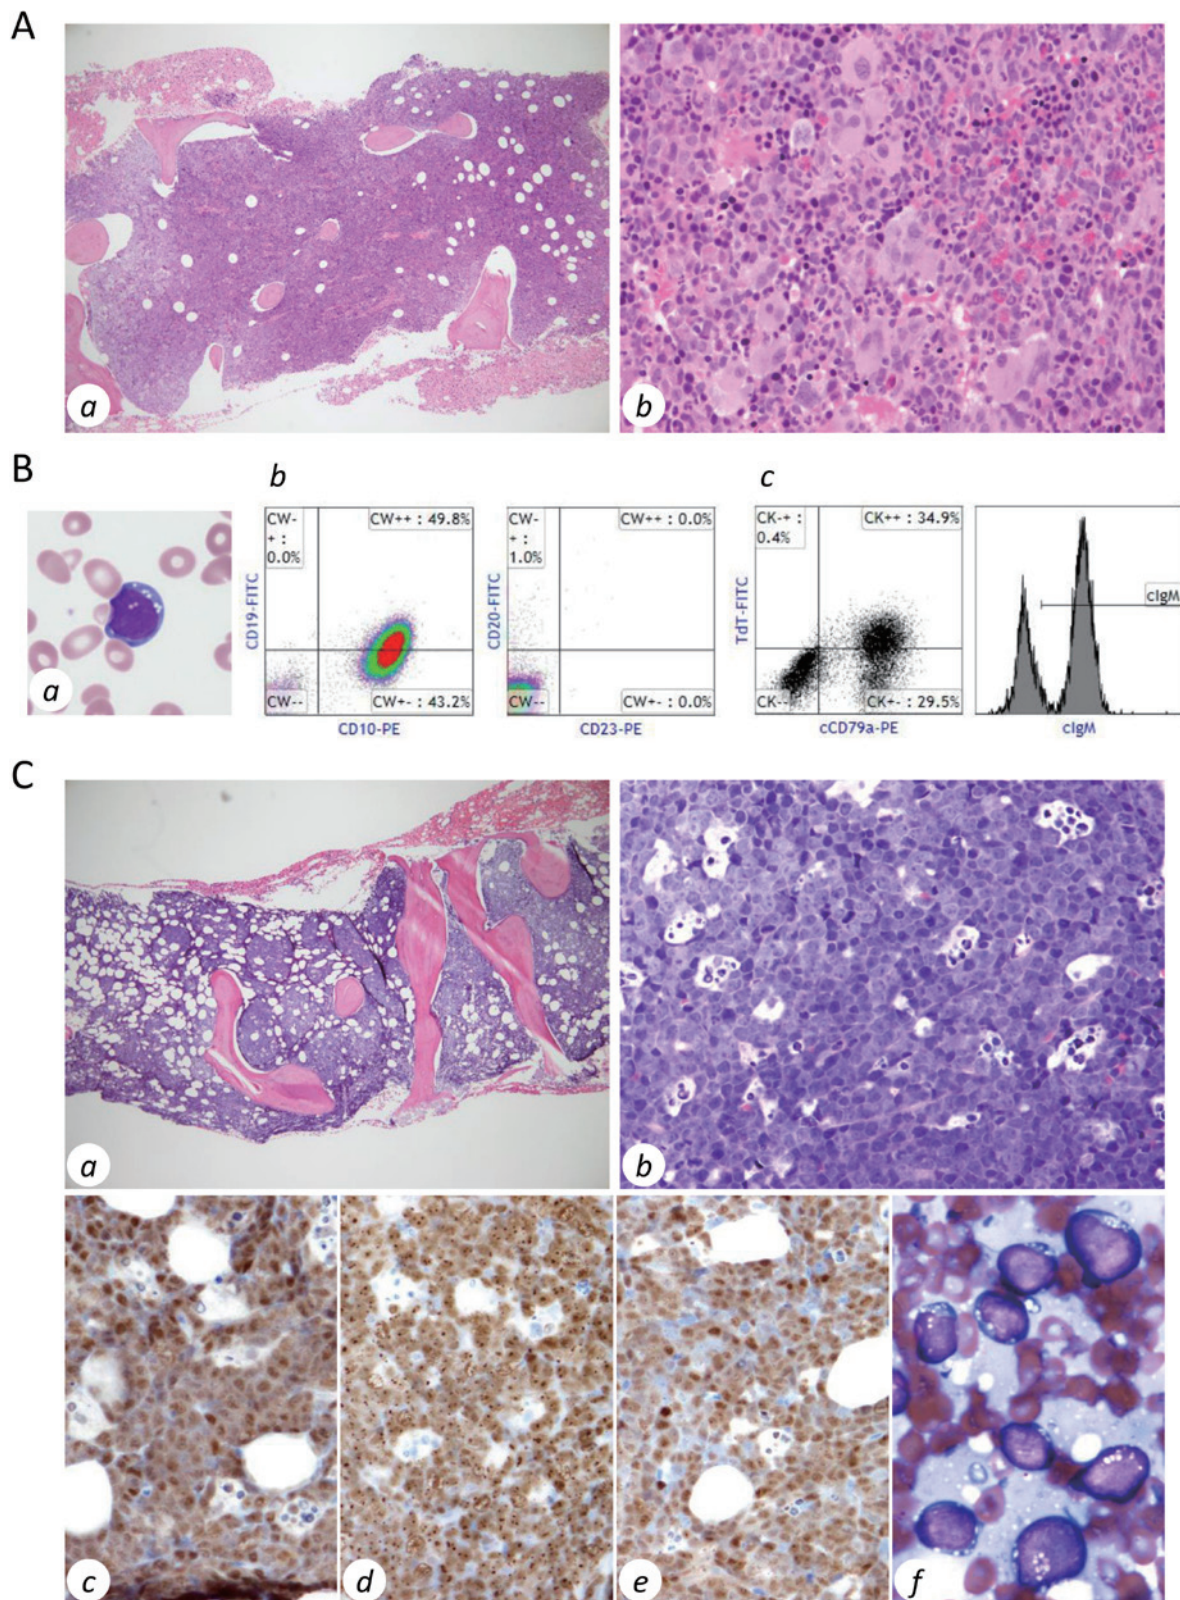 A
a
b
B
b
c
a
CW-
+ :
0.0%
CW++ : 49.8%
CD19-FITC
CW--
CW+- : 43.2%
CD10-PE
CW-
+ :
1.0%
CW++ : 0.0%
CD20-FITC
CW--
CW+- : 0.0%
CD23-PE
CK-+ :
0.4%
CK++ : 34.9%
TdT-FITC
CK--
CK+- : 29.5%
cCD79a-PE
cIgM
cIgM
C
a
b
c
d
e
f